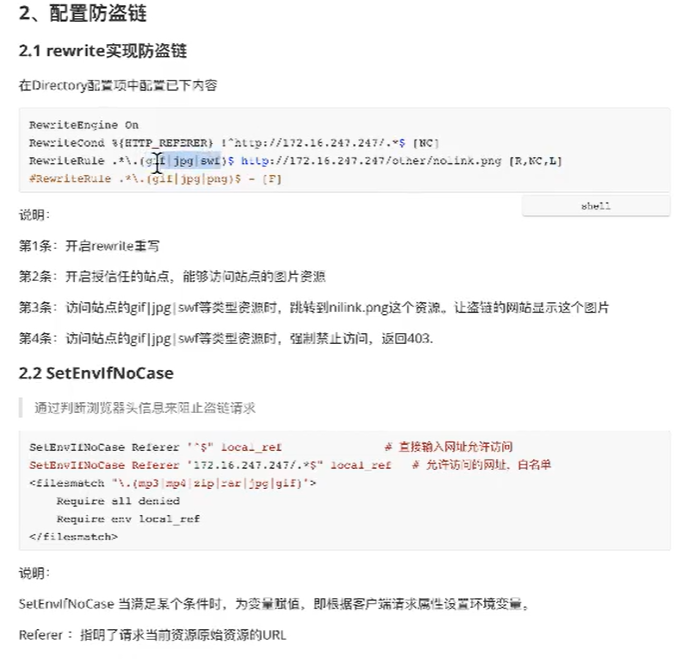 2、配置防盗链
2.1 rewrite实现防盗链
在Directory配置项中配置已下内容
RewriteEngine On
RewriteCond %{HTTP_REFERER} !^http://172.16.247.247/.*$ [NC]
RewriteRule .*\.(gif|jpg|swf)$ http://172.16.247.247/other/nolink.png [R,NC,L]
#RewriteRule .*\.(gif|jpg|png)$ - [F]
shell
说明：
第1条：开启rewrite重写
第2条：开启授信任的站点，能够访问站点的图片资源
第3条：访问站点的gif|jpg|swf等类型资源时，跳转到nilink.png这个资源。让盗链的网站显示这个图片
第4条：访问站点的gif|jpg|swf等类型资源时，强制禁止访问，返回403.
2.2 SetEnvIfNoCase
通过判断浏览器头信息来阻止盗链请求
SetEnvIfNoCase Referer "^$" local_ref # 直接输入网址允许访问
SetEnvIfNoCase Referer "172.16.247.247/.*$" local_ref # 允许访问的网址，白名单
<filesmatch "\.(mp3|mp4|zip|rar|jpg|gif)">
Require all denied
Require env local_ref
</filesmatch>
说明：
SetEnvIfNoCase 当满足某个条件时，为变量赋值，即根据客户端请求属性设置环境变量。
Referer ：指明了请求当前资源原始资源的URL